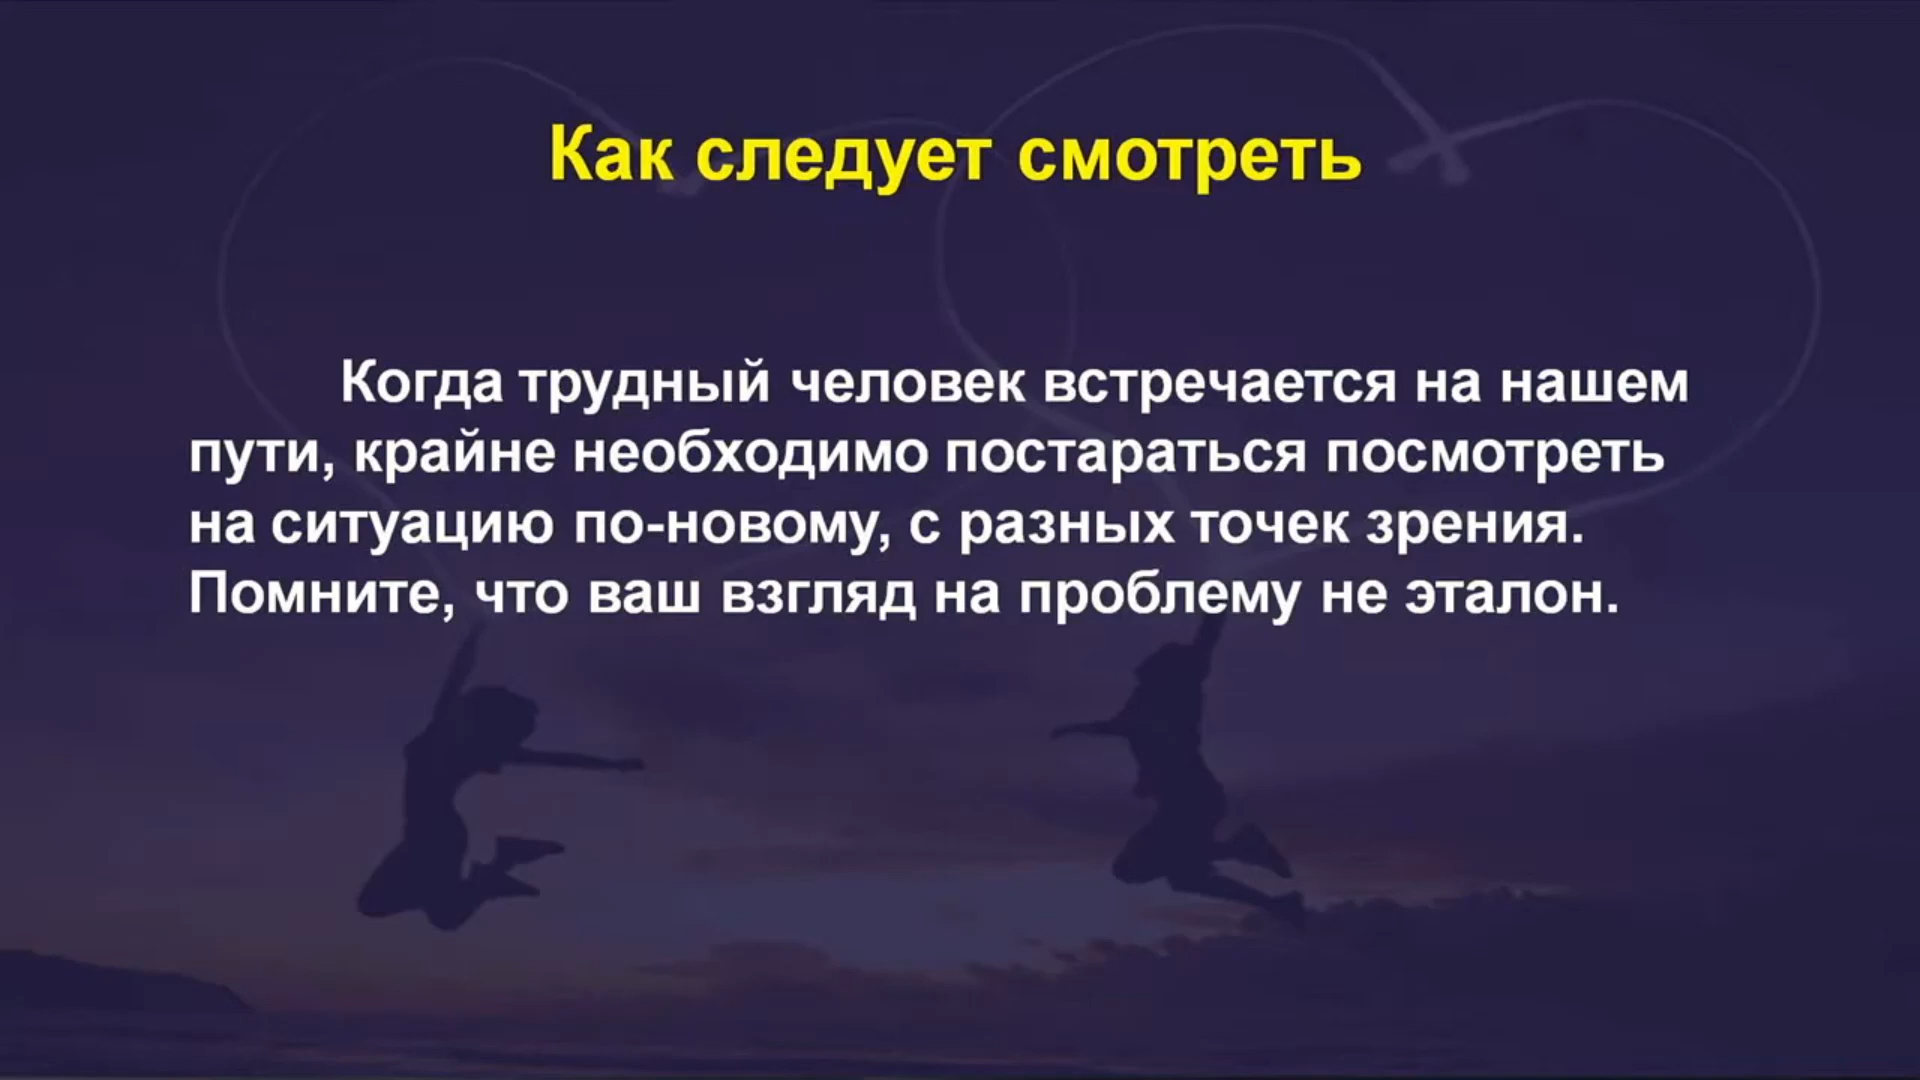 Как следует смотреть
Когда трудный человек встречается на нашем
пути, крайне необходимо постараться посмотреть
на ситуацию по-новому, с разных точек зрения.
Помните, что ваш взгляд на проблему не эталон.